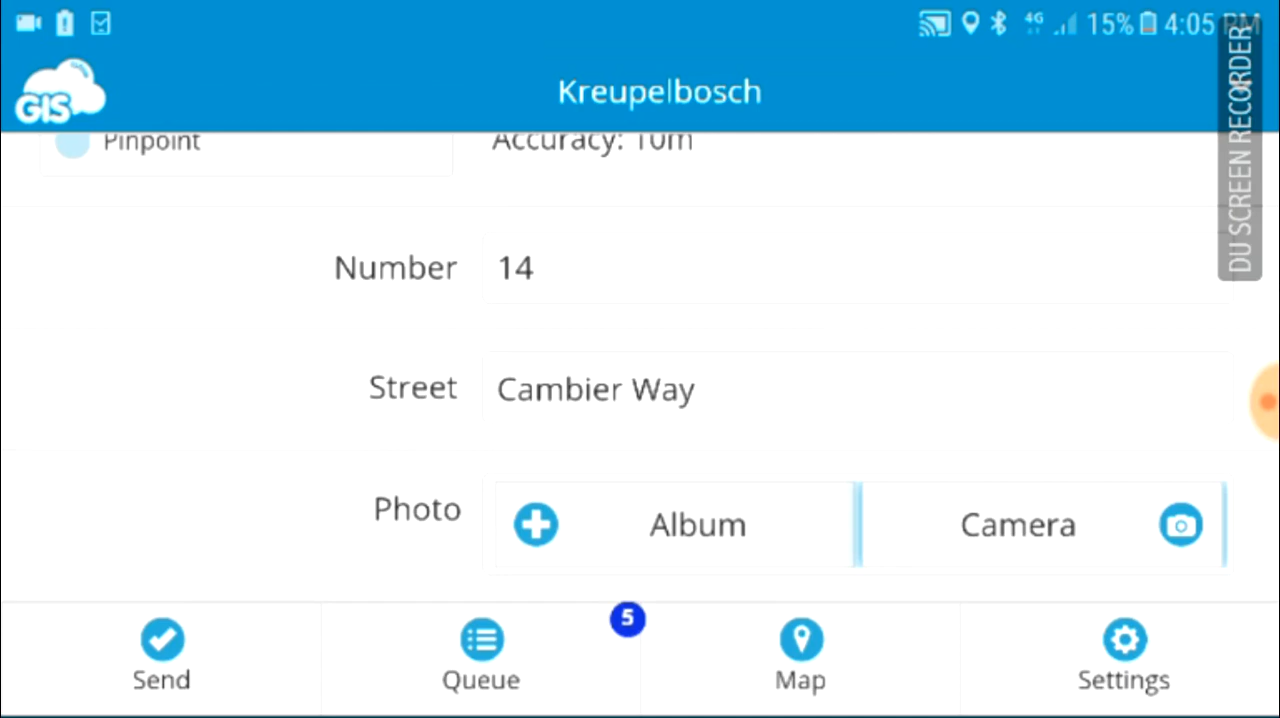 4G 15% 4:05 PM
GIS
Kreupelbosch
DU SCREEN RECORDER
Pinpoint
Accuracy: 10m
Number 14
Street Cambier Way
Photo Album Camera
5
Send Queue Map Settings